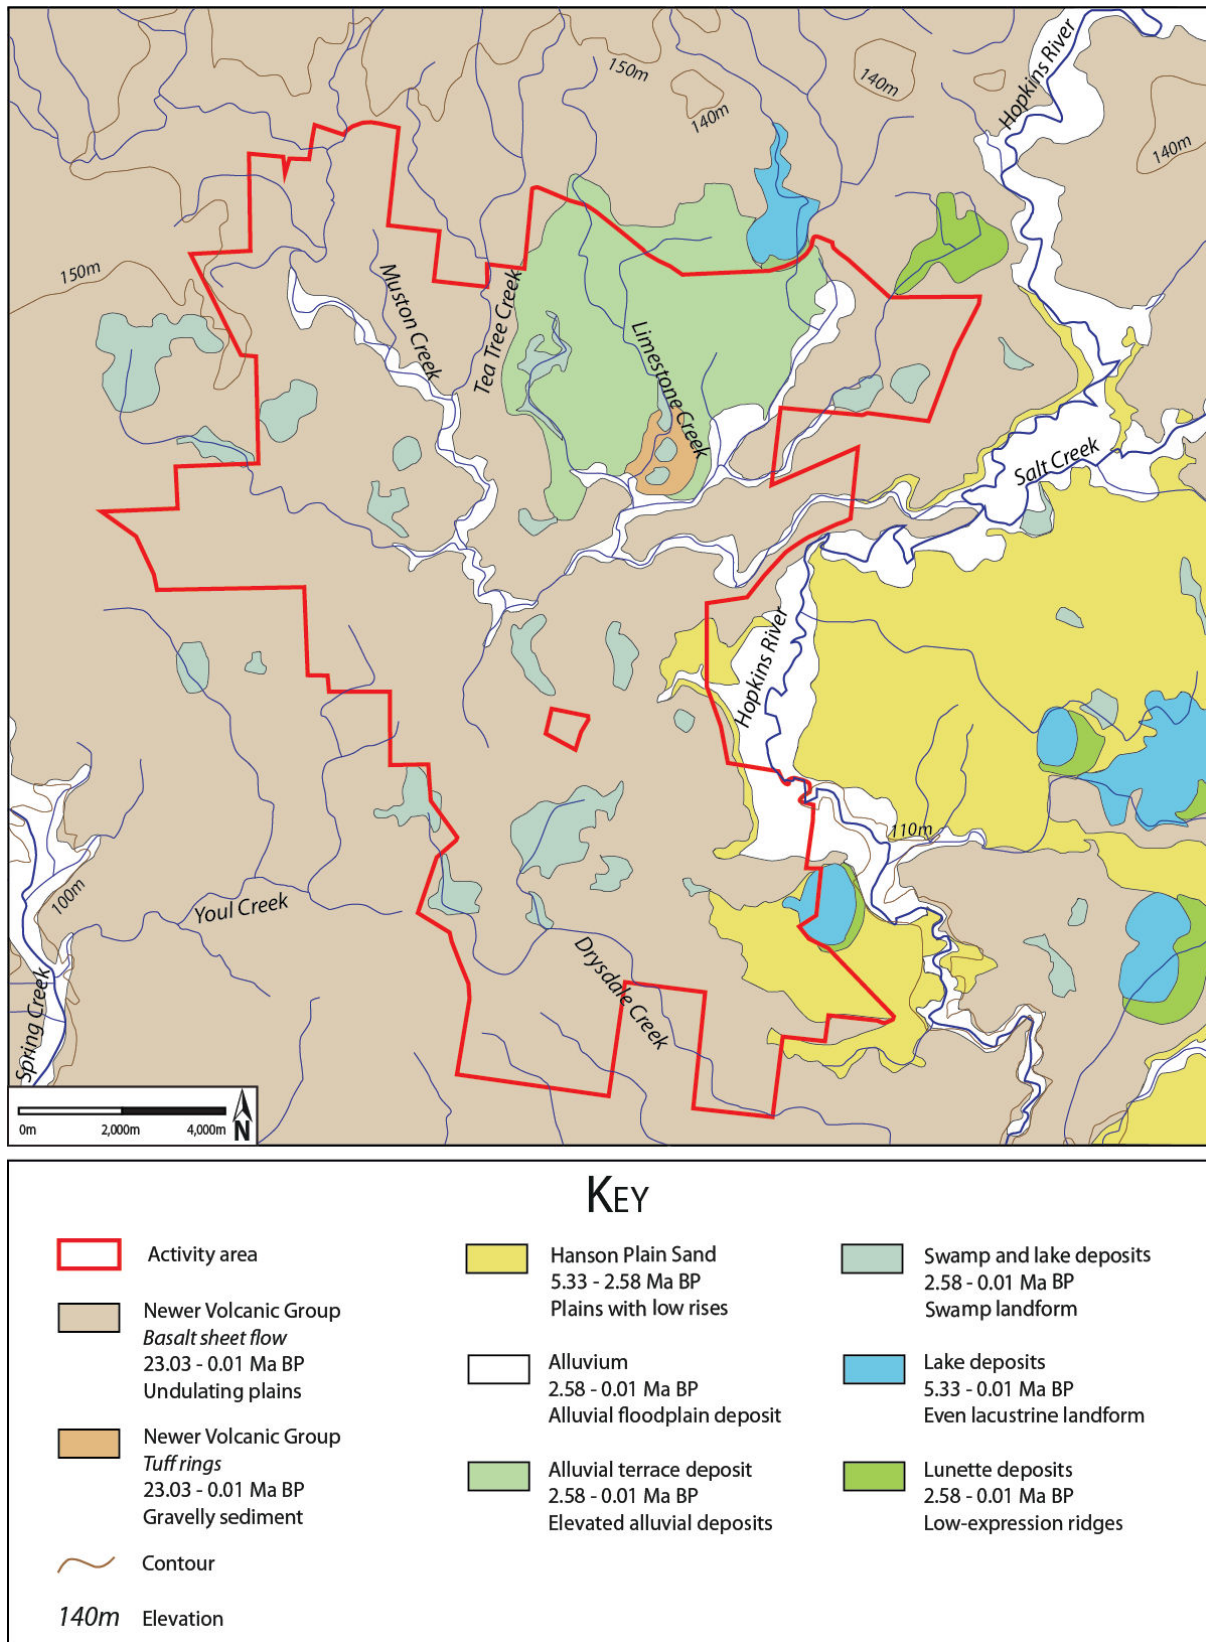 150m
140m
140m
Hopkins River
140m
150m
Muston Creek
Tea Tree Creek
Limestone Creek
Salt Creek
Hopkins River
110m
100m
Youl Creek
Drysdale Creek
Spring Creek
0m 2,000m 4,000m N
KEY
Activity area
Newer Volcanic Group
Basalt sheet flow
23.03 - 0.01 Ma BP
Undulating plains
Newer Volcanic Group
Tuff rings
23.03 - 0.01 Ma BP
Gravelly sediment
Contour
140m Elevation
Hanson Plain Sand
5.33 - 2.58 Ma BP
Plains with low rises
Alluvium
2.58 - 0.01 Ma BP
Alluvial floodplain deposit
Alluvial terrace deposit
2.58 - 0.01 Ma BP
Elevated alluvial deposits
Swamp and lake deposits
2.58 - 0.01 Ma BP
Swamp landform
Lake deposits
5.33 - 0.01 Ma BP
Even lacustrine landform
Lunette deposits
2.58 - 0.01 Ma BP
Low-expression ridges